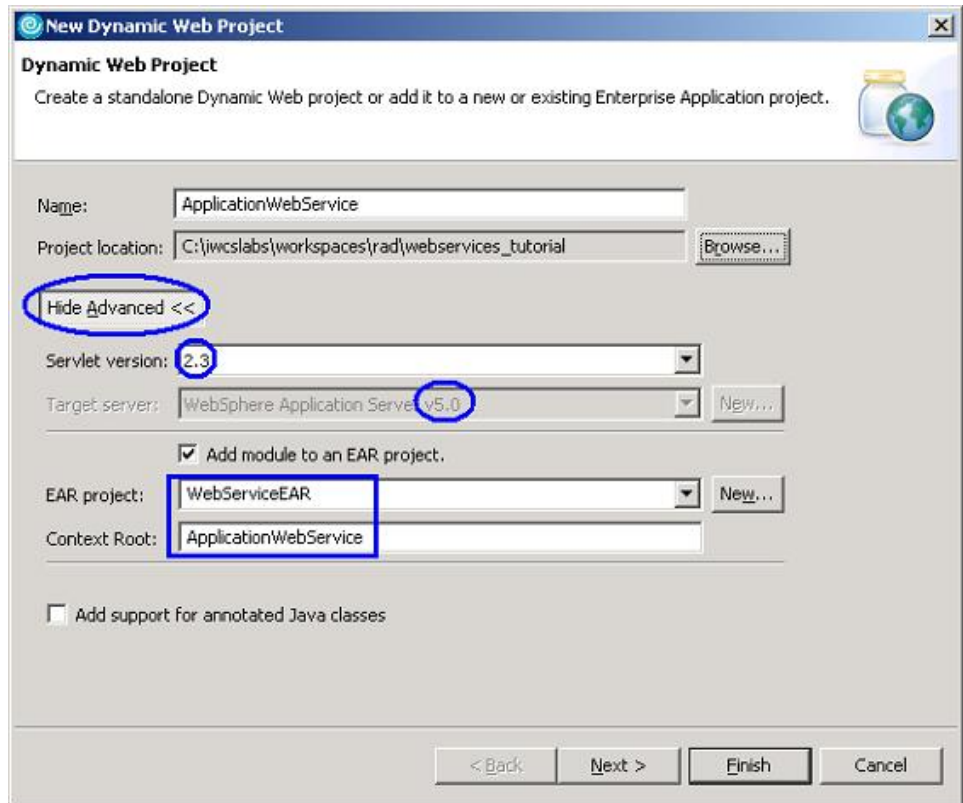 New Dynamic Web Project
Dynamic Web Project
Create a standalone Dynamic Web project or add it to a new or existing Enterprise Application project.
Name: ApplicationWebService
Project location: C:\iwcslabs\workspaces\rad\webservices_tutorial Browse...
Hide Advanced <<
Servlet version: 2.3
Target server: WebSphere Application Server v5.0 New...
Add module to an EAR project.
EAR project: WebServiceEAR New...
Context Root: ApplicationWebService
Add support for annotated Java classes
< Back Next > Finish Cancel